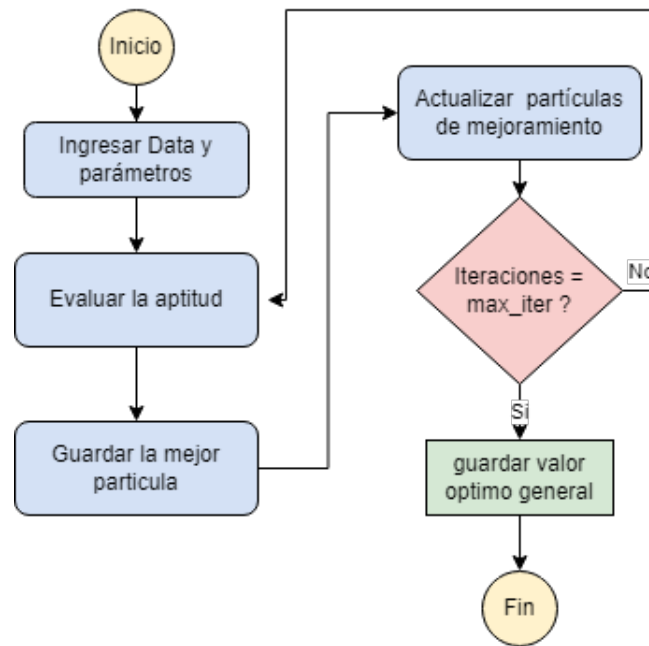 Inicio
Ingresar Data y
parámetros
Evaluar la aptitud
Guardar la mejor
particula
Actualizar partículas
de mejoramiento
Iteraciones =
max_iter ?
No
Si
guardar valor
optimo general
Fin